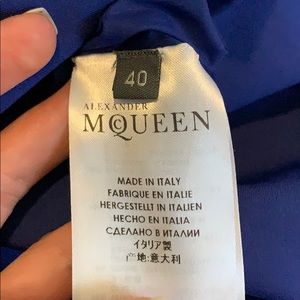 40
ALEXANDER
McQUEEN
MADE IN ITALY
FABRIQUE EN ITALIE
HERGESTELLT IN ITALIEN
HECHO EN ITALIA
СДЕЛАНО В ИТАЛИИ
イタリア製
产地:意大利